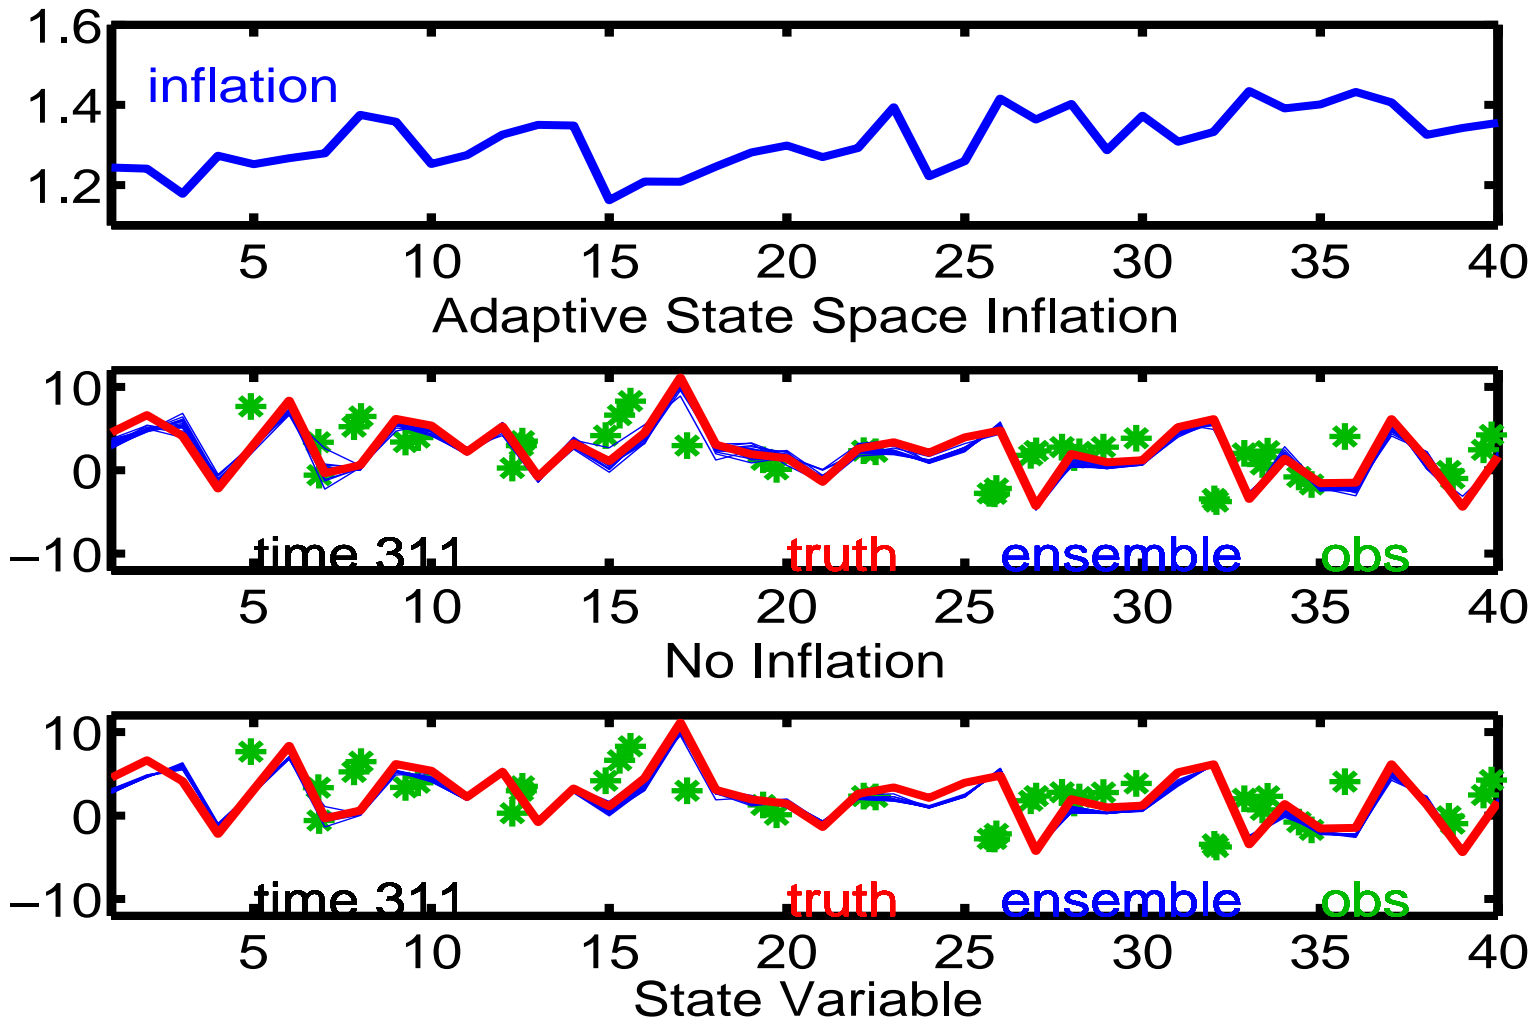 1.6
inflation
1.4
1.2
5 10 15 20 25 30 35 40
Adaptive State Space Inflation
10
0
−10
time 311 truth ensemble obs
5 10 15 20 25 30 35 40
No Inflation
10
0
−10
time 311 truth ensemble obs
5 10 15 20 25 30 35 40
State Variable